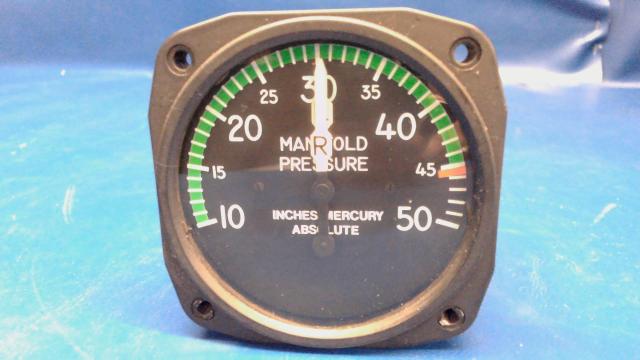 30
25 35
20 40
R
MANIFOLD
PRESSURE
15 45
10 50
INCHES MERCURY
ABSOLUTE